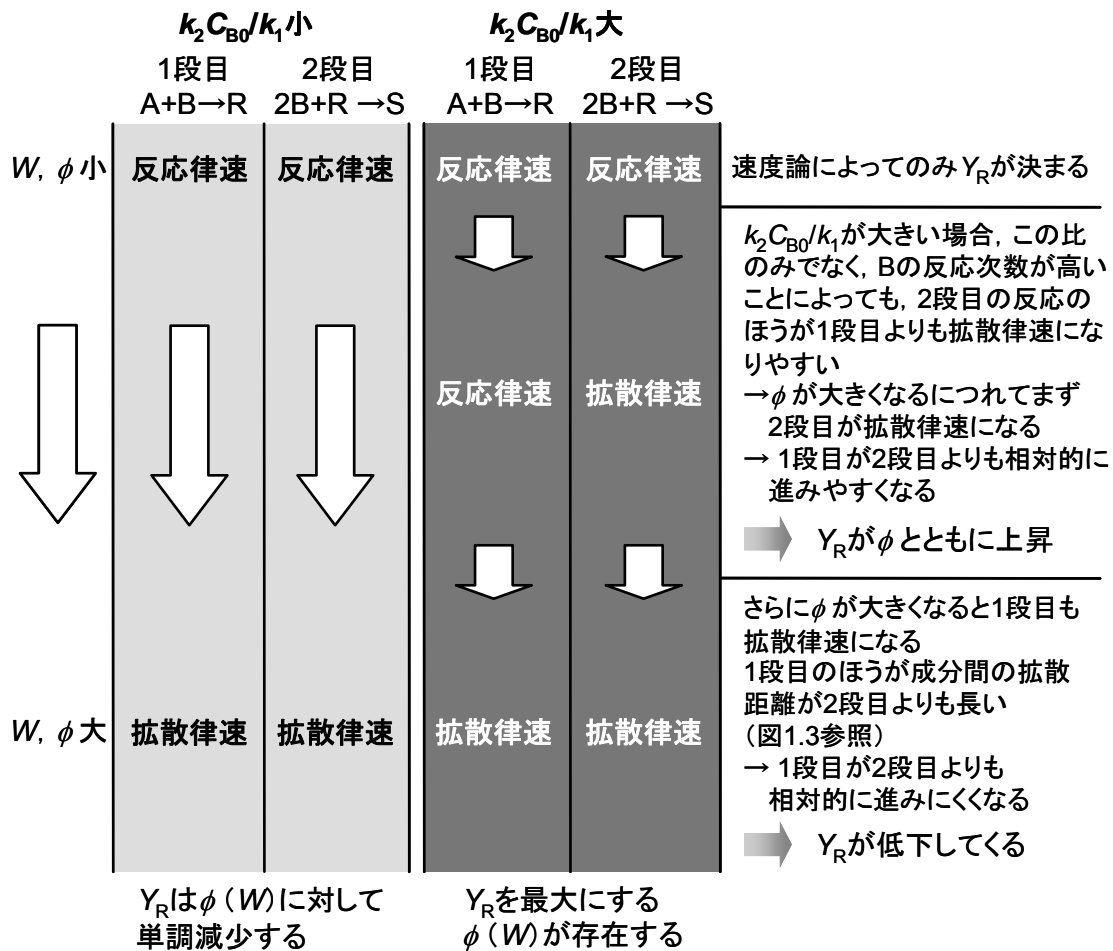 k₂C_B0/k₁小
k₂C_B0/k₁大
1段目
2段目
1段目
2段目
A+B→R
2B+R →S
A+B→R
2B+R →S
W, φ 小
反応律速
反応律速
反応律速
反応律速
速度論によってのみ Y_Rが決まる
k₂C_B0/k₁が大きい場合, この比
のみでなく, Bの反応次数が高い
ことによっても, 2段目の反応の
ほうが1段目よりも拡散律速にな
りやすい
反応律速
拡散律速
→φ が大きくなるにつれてまず
2段目が拡散律速になる
→ 1段目が2段目よりも相対的に
進みやすくなる
Y_Rが φ とともに上昇
さらにφ が大きくなると1段目も
拡散律速になる
1段目のほうが成分間の拡散
距離が2段目よりも長い
(図1.3参照)
→ 1段目が2段目よりも
相対的に進みにくくなる
Y_Rが低下してくる
W, φ 大
拡散律速
拡散律速
拡散律速
拡散律速
Y_Rは φ (W) に対して
単調減少する
Y_Rを最大にする
φ (W) が存在する